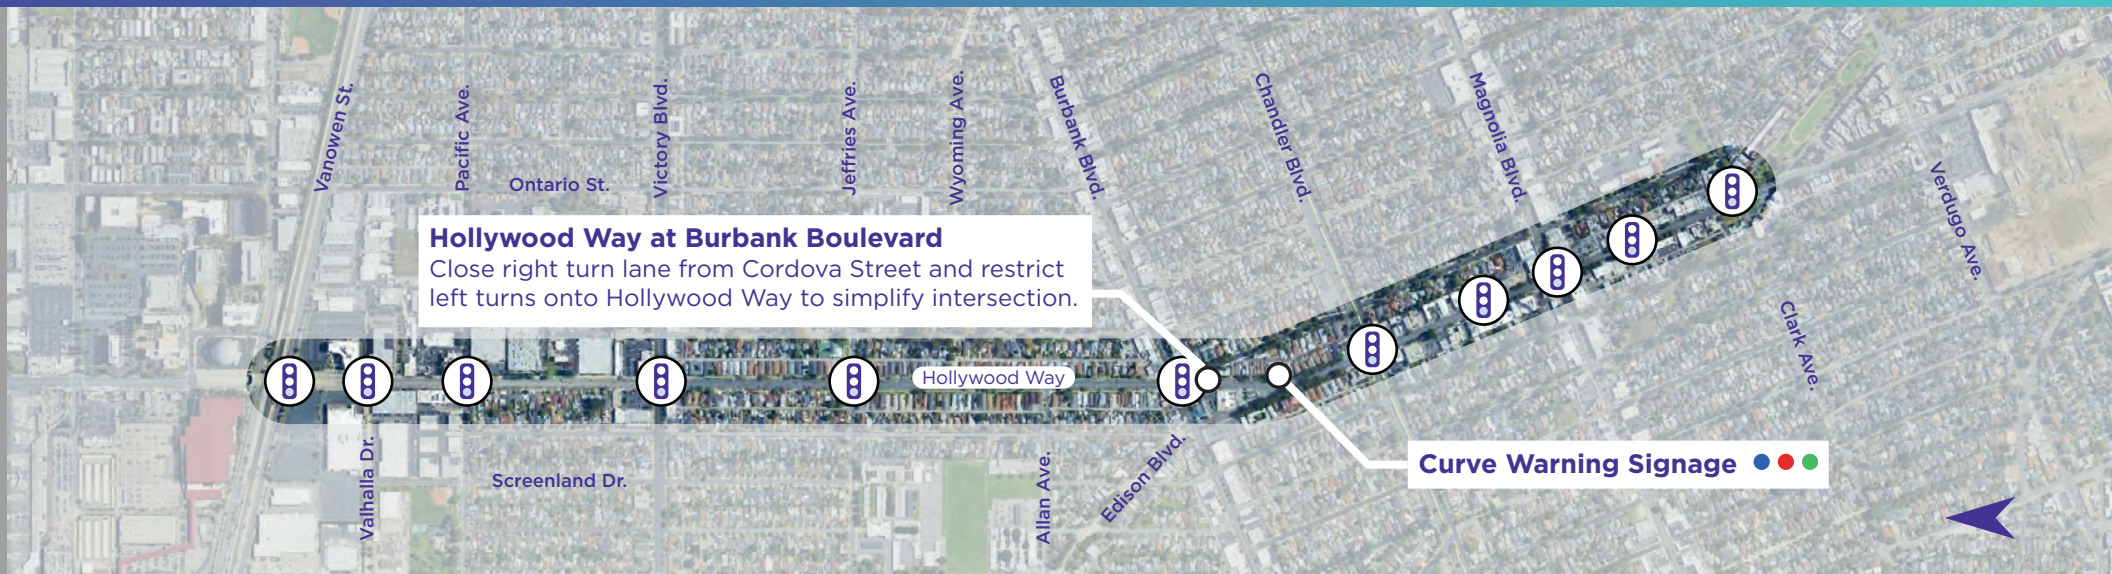 Vanowen St.
Pacific Ave.
Ontario St.
Victory Blvd.
Jeffries Ave.
Wyoming Ave.
Burbank Blvd.
Chandler Blvd.
Magnolia Blvd.
Verdugo Ave.
Clark Ave.
Hollywood Way at Burbank Boulevard
Close right turn lane from Cordova Street and restrict
left turns onto Hollywood Way to simplify intersection.
Hollywood Way
Curve Warning Signage
Valhalla Dr.
Screenland Dr.
Allan Ave.
Edison Blvd.